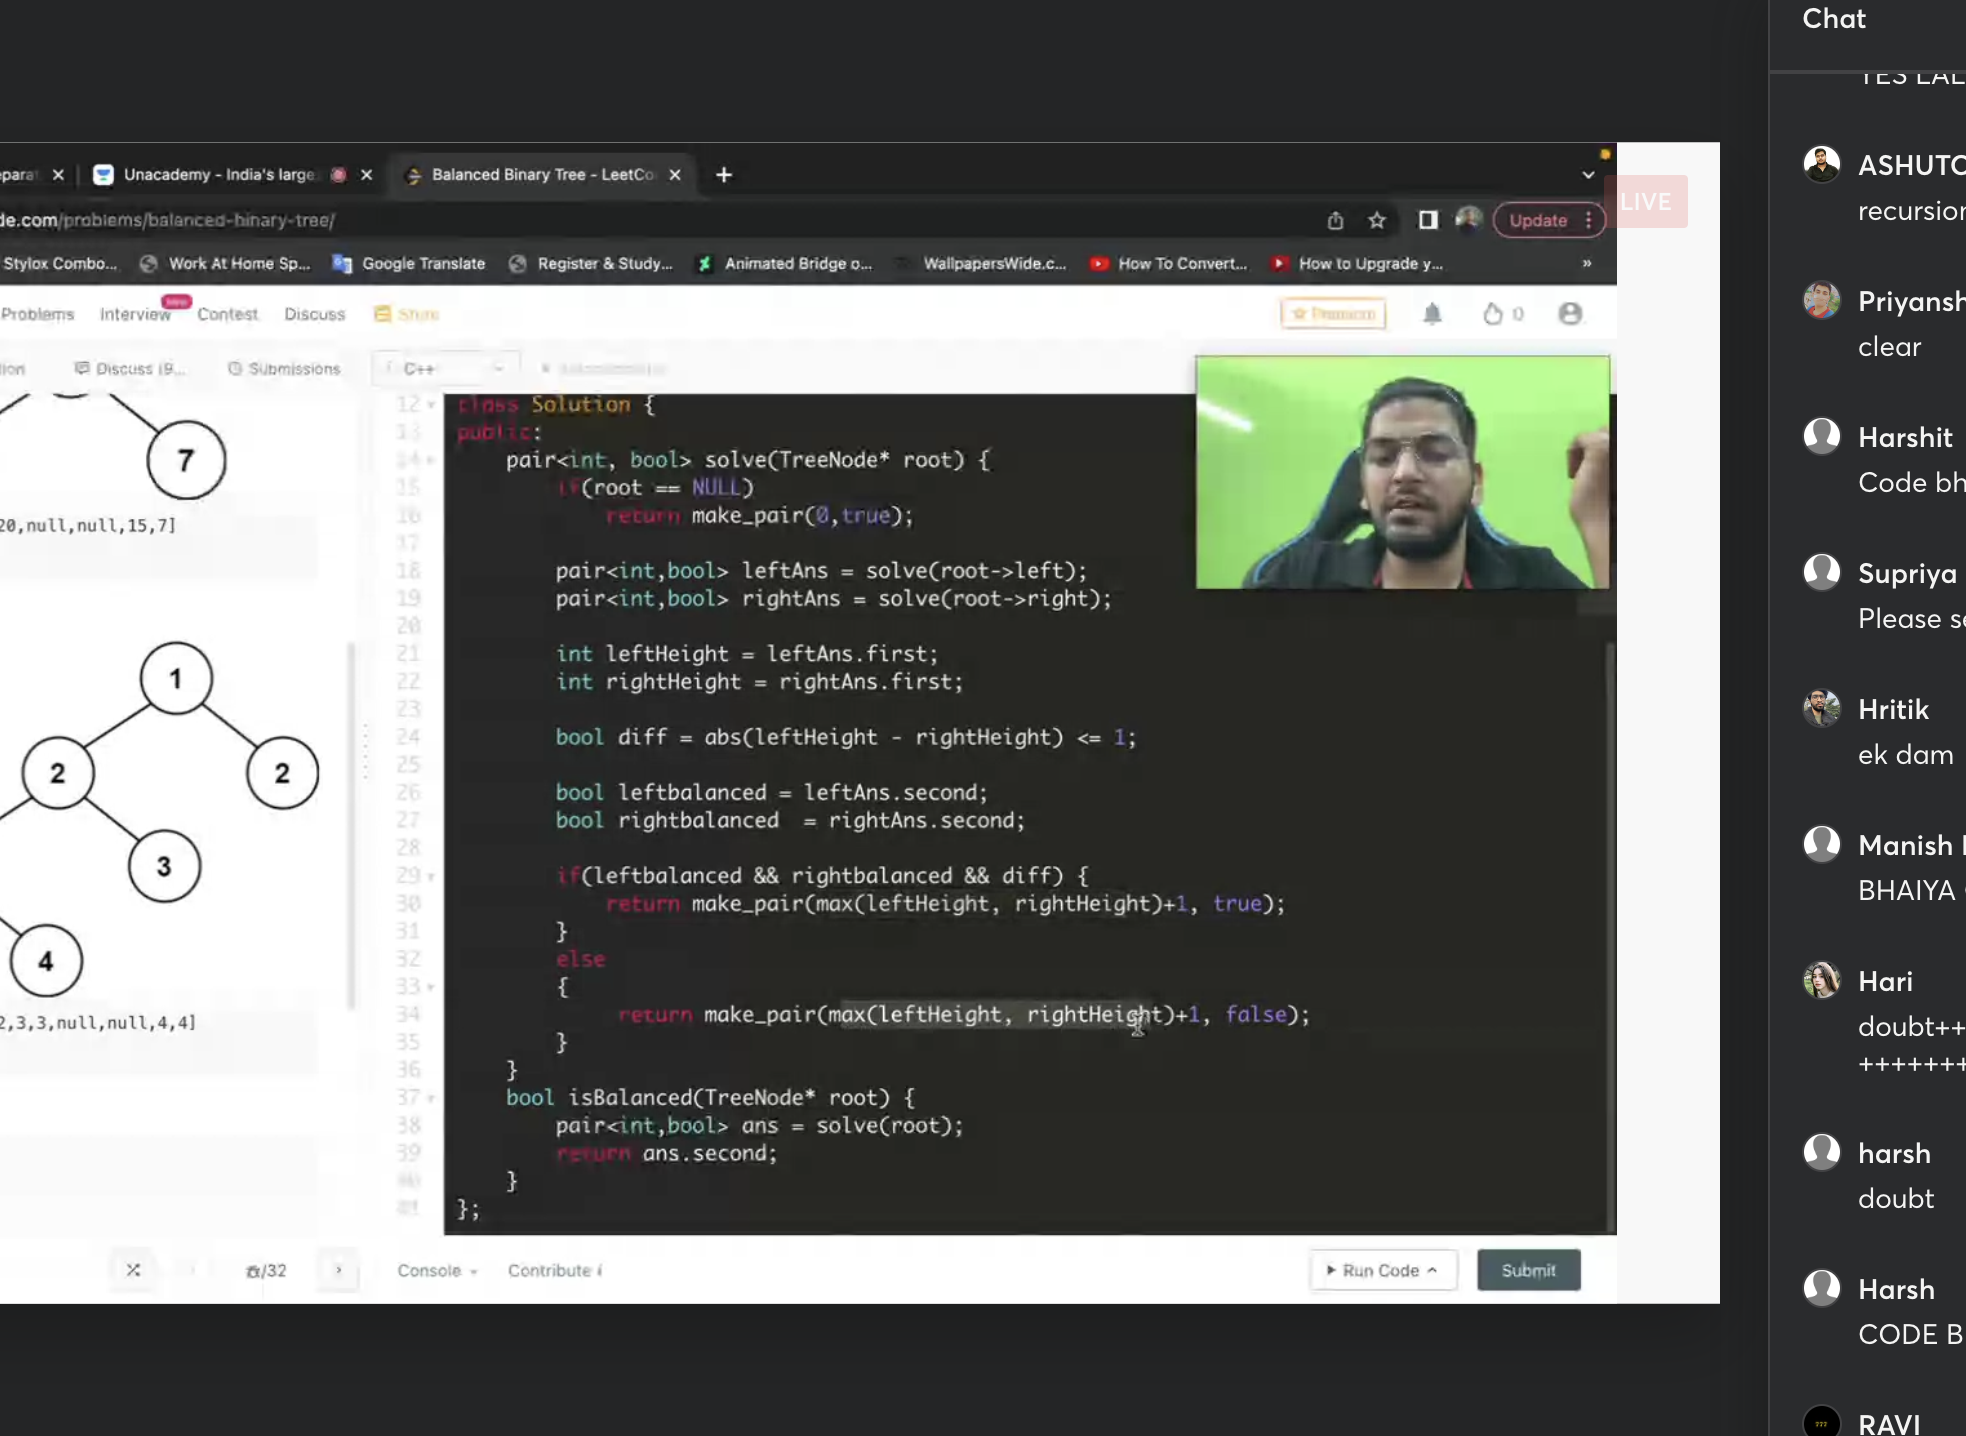 Chat
ASHUTO
recursion
Priyansh
clear
Harshit
Code bh
Supriya
Please se
Hritik
ek dam
Manish
BHAIYA
Hari
doubt++
+++++++
harsh
doubt
Harsh
CODE B
RAVI
Unacademy - India's large
Balanced Binary Tree - LeetCo
LIVE
de.com/problems/balanced-binary-tree/
Update
Stylox Combo...
Work At Home Sp...
Google Translate
Register & Study...
Animated Bridge o...
WallpapersWide.c...
How To Convert...
How to Upgrade y...
»
Problems
Interview
New
Contest
Discuss
Premium
0
Submissions
C++
7
20,null,null,15,7]
1
2
2
3
4
2,3,3,null,null,4,4]
12 class Solution {
13 public:
14 pair<int, bool> solve(TreeNode* root) {
15 if(root == NULL)
16 return make_pair(0,true);
17
18 pair<int,bool> leftAns = solve(root->left);
19 pair<int,bool> rightAns = solve(root->right);
20
21 int leftHeight = leftAns.first;
22 int rightHeight = rightAns.first;
23
24 bool diff = abs(leftHeight - rightHeight) <= 1;
25
26 bool leftbalanced = leftAns.second;
27 bool rightbalanced  = rightAns.second;
28
29 if(leftbalanced && rightbalanced && diff) {
30 return make_pair(max(leftHeight, rightHeight)+1, true);
31 }
32 else
33 {
34 return make_pair(max(leftHeight, rightHeight)+1, false);
35 }
36 }
37 bool isBalanced(TreeNode* root) {
38 pair<int,bool> ans = solve(root);
39 return ans.second;
40 }
41 };
/32
Console
Contribute i
Run Code
Submit